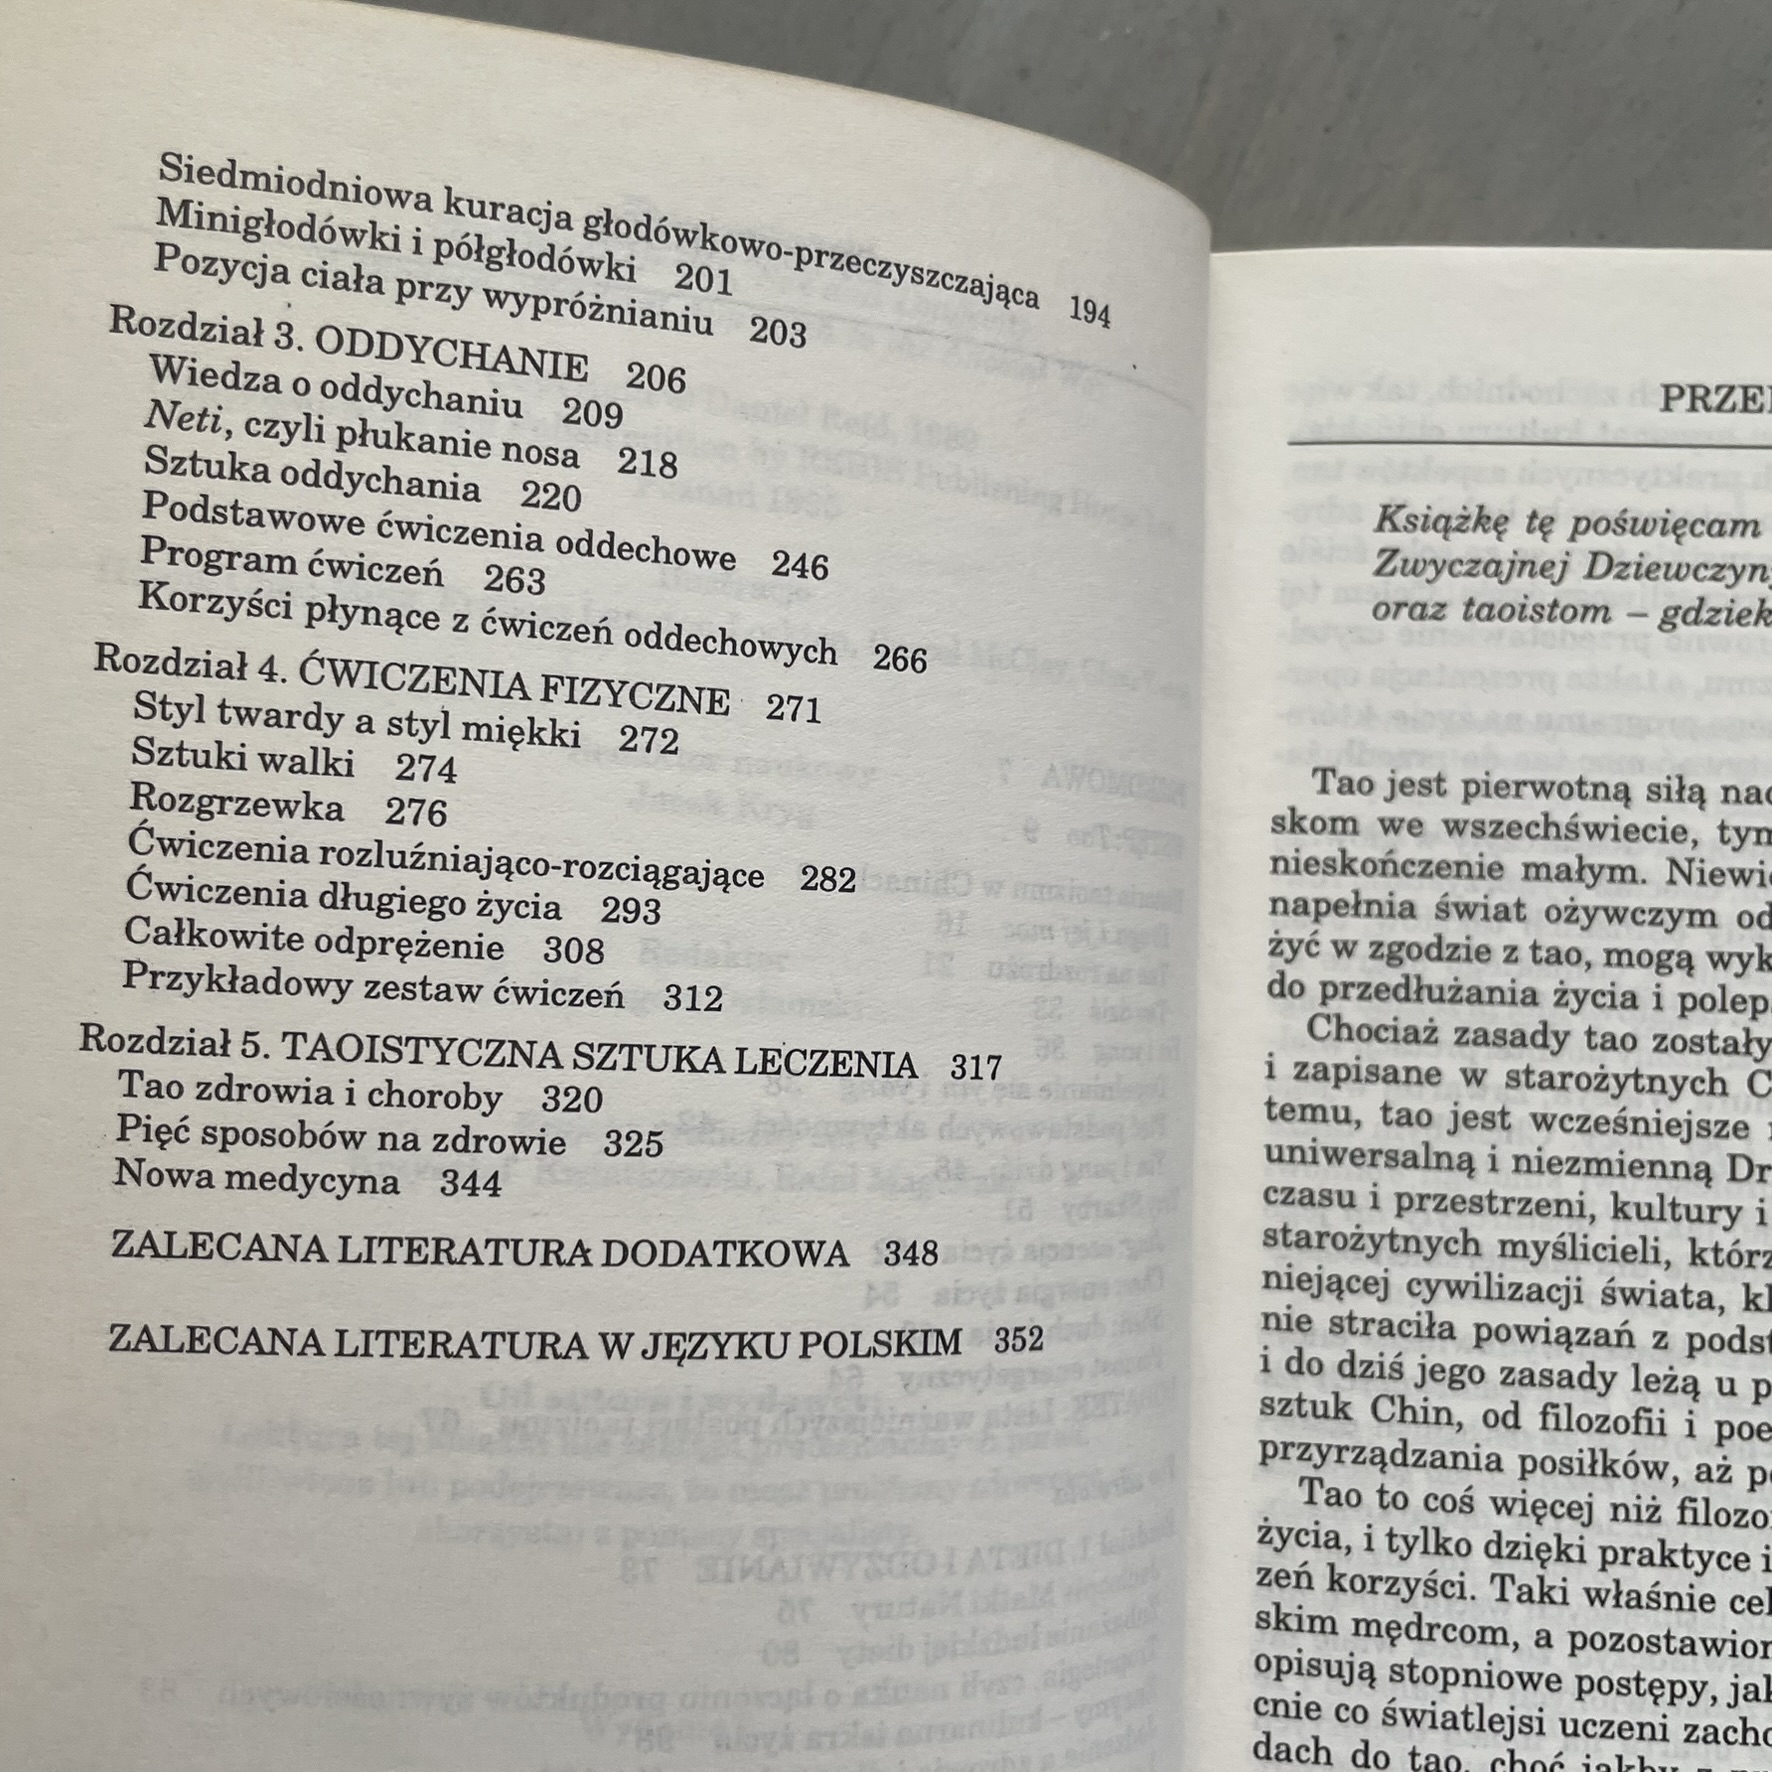 Siedmiodniowa kuracja głodówkowo-przeczyszczająca 194
Minigłodówki i półgłodówki 201
Pozycja ciała przy wypróżnianiu 203
Rozdział 3. ODDYCHANIE 206
Wiedza o oddychaniu 209
Neti, czyli płukanie nosa 218
Sztuka oddychania 220
Podstawowe ćwiczenia oddechowe 246
Program ćwiczeń 263
Korzyści płynące z ćwiczeń oddechowych 266
Rozdział 4. ĆWICZENIA FIZYCZNE 271
Styl twardy a styl miękki 272
Sztuki walki 274
Rozgrzewka 276
Ćwiczenia rozluźniająco-rozciągające 282
Ćwiczenia długiego życia 293
Całkowite odprężenie 308
Przykładowy zestaw ćwiczeń 312
Rozdział 5. TAOISTYCZNA SZTUKA LECZENIA 317
Tao zdrowia i choroby 320
Pięć sposobów na zdrowie 325
Nowa medycyna 344
ZALECANA LITERATURA DODATKOWA 348
ZALECANA LITERATURA W JĘZYKU POLSKIM 352
PRZE
Książkę tę poświęcam
Zwyczajnej Dziewczyn
oraz taoistom – gdziek
Tao jest pierwotną siłą nad
skom we wszechświecie, tym
nieskończenie małym. Niewi
napełnia świat ożywczym od
żyć w zgodzie z tao, mogą wyk
do przedłużania życia i polep
Chociaż zasady tao zostały
i zapisane w starożytnych C
temu, tao jest wcześniejsze
uniwersalną i niezmienną Dr
czasu i przestrzeni, kultury i
starożytnych myślicieli, którz
niejącej cywilizacji świata, kl
nie straciła powiązań z podst
i do dziś jego zasady leżą u p
sztuk Chin, od filozofii i poe
przyrządzania posiłków, aż p
Tao to coś więcej niż filozo
życia, i tylko dzięki praktyce i
zeń korzyści. Taki właśnie cel
skim mędrcom, a pozostawion
opisują stopniowe postępy, jak
cnie co światlejsi uczeni zacho
dach do tao, choć jakby z